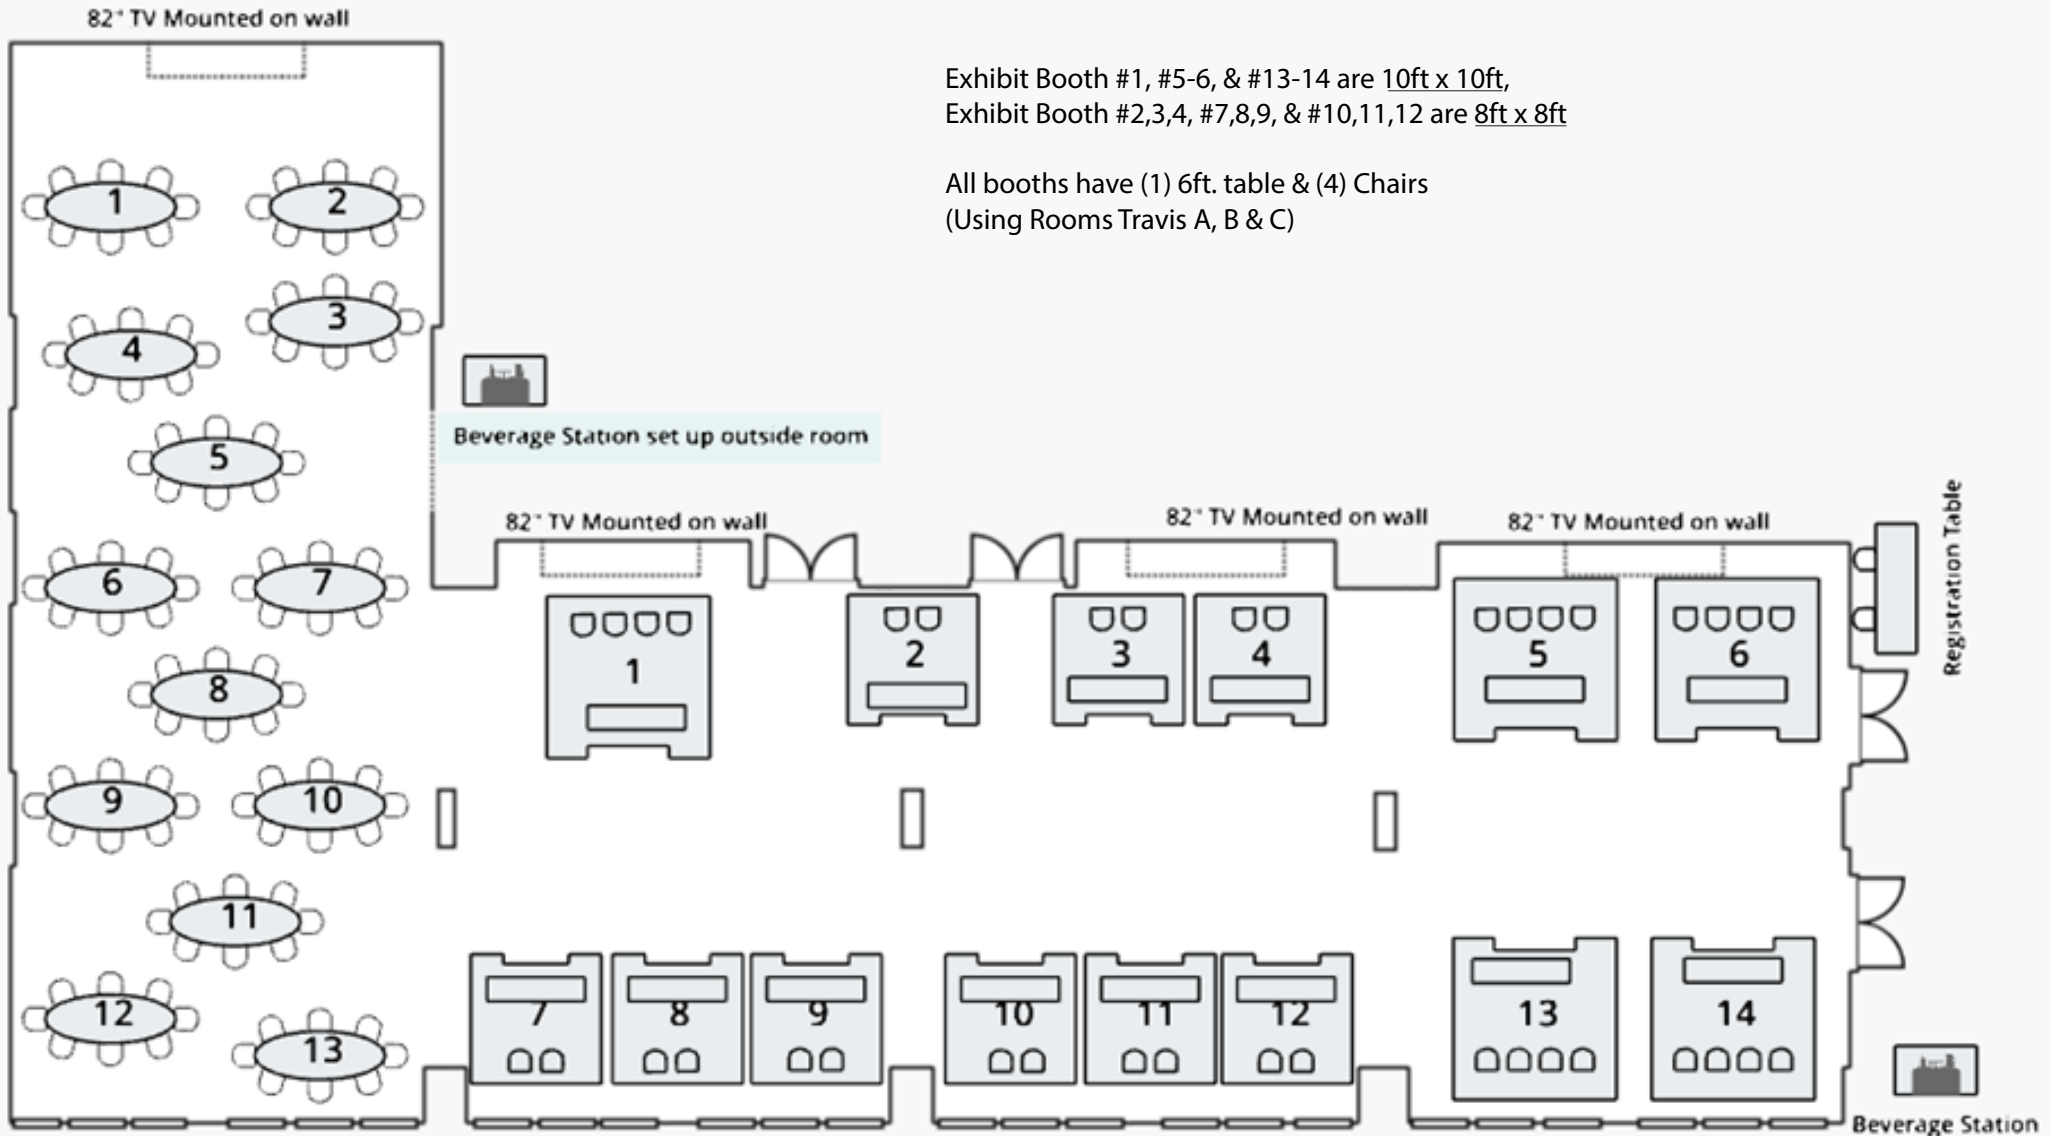 82" TV Mounted on wall
Exhibit Booth #1, #5-6, & #13-14 are 10ft x 10ft,
Exhibit Booth #2,3,4, #7,8,9, & #10,11,12 are 8ft x 8ft
All booths have (1) 6ft. table & (4) Chairs
(Using Rooms Travis A, B & C)
1
2
3
4
5
6
7
8
9
10
11
12
13
Beverage Station set up outside room
82" TV Mounted on wall
82" TV Mounted on wall
82" TV Mounted on wall
Registration Table
1
2
3
4
5
6
7
8
9
10
11
12
13
14
Beverage Station